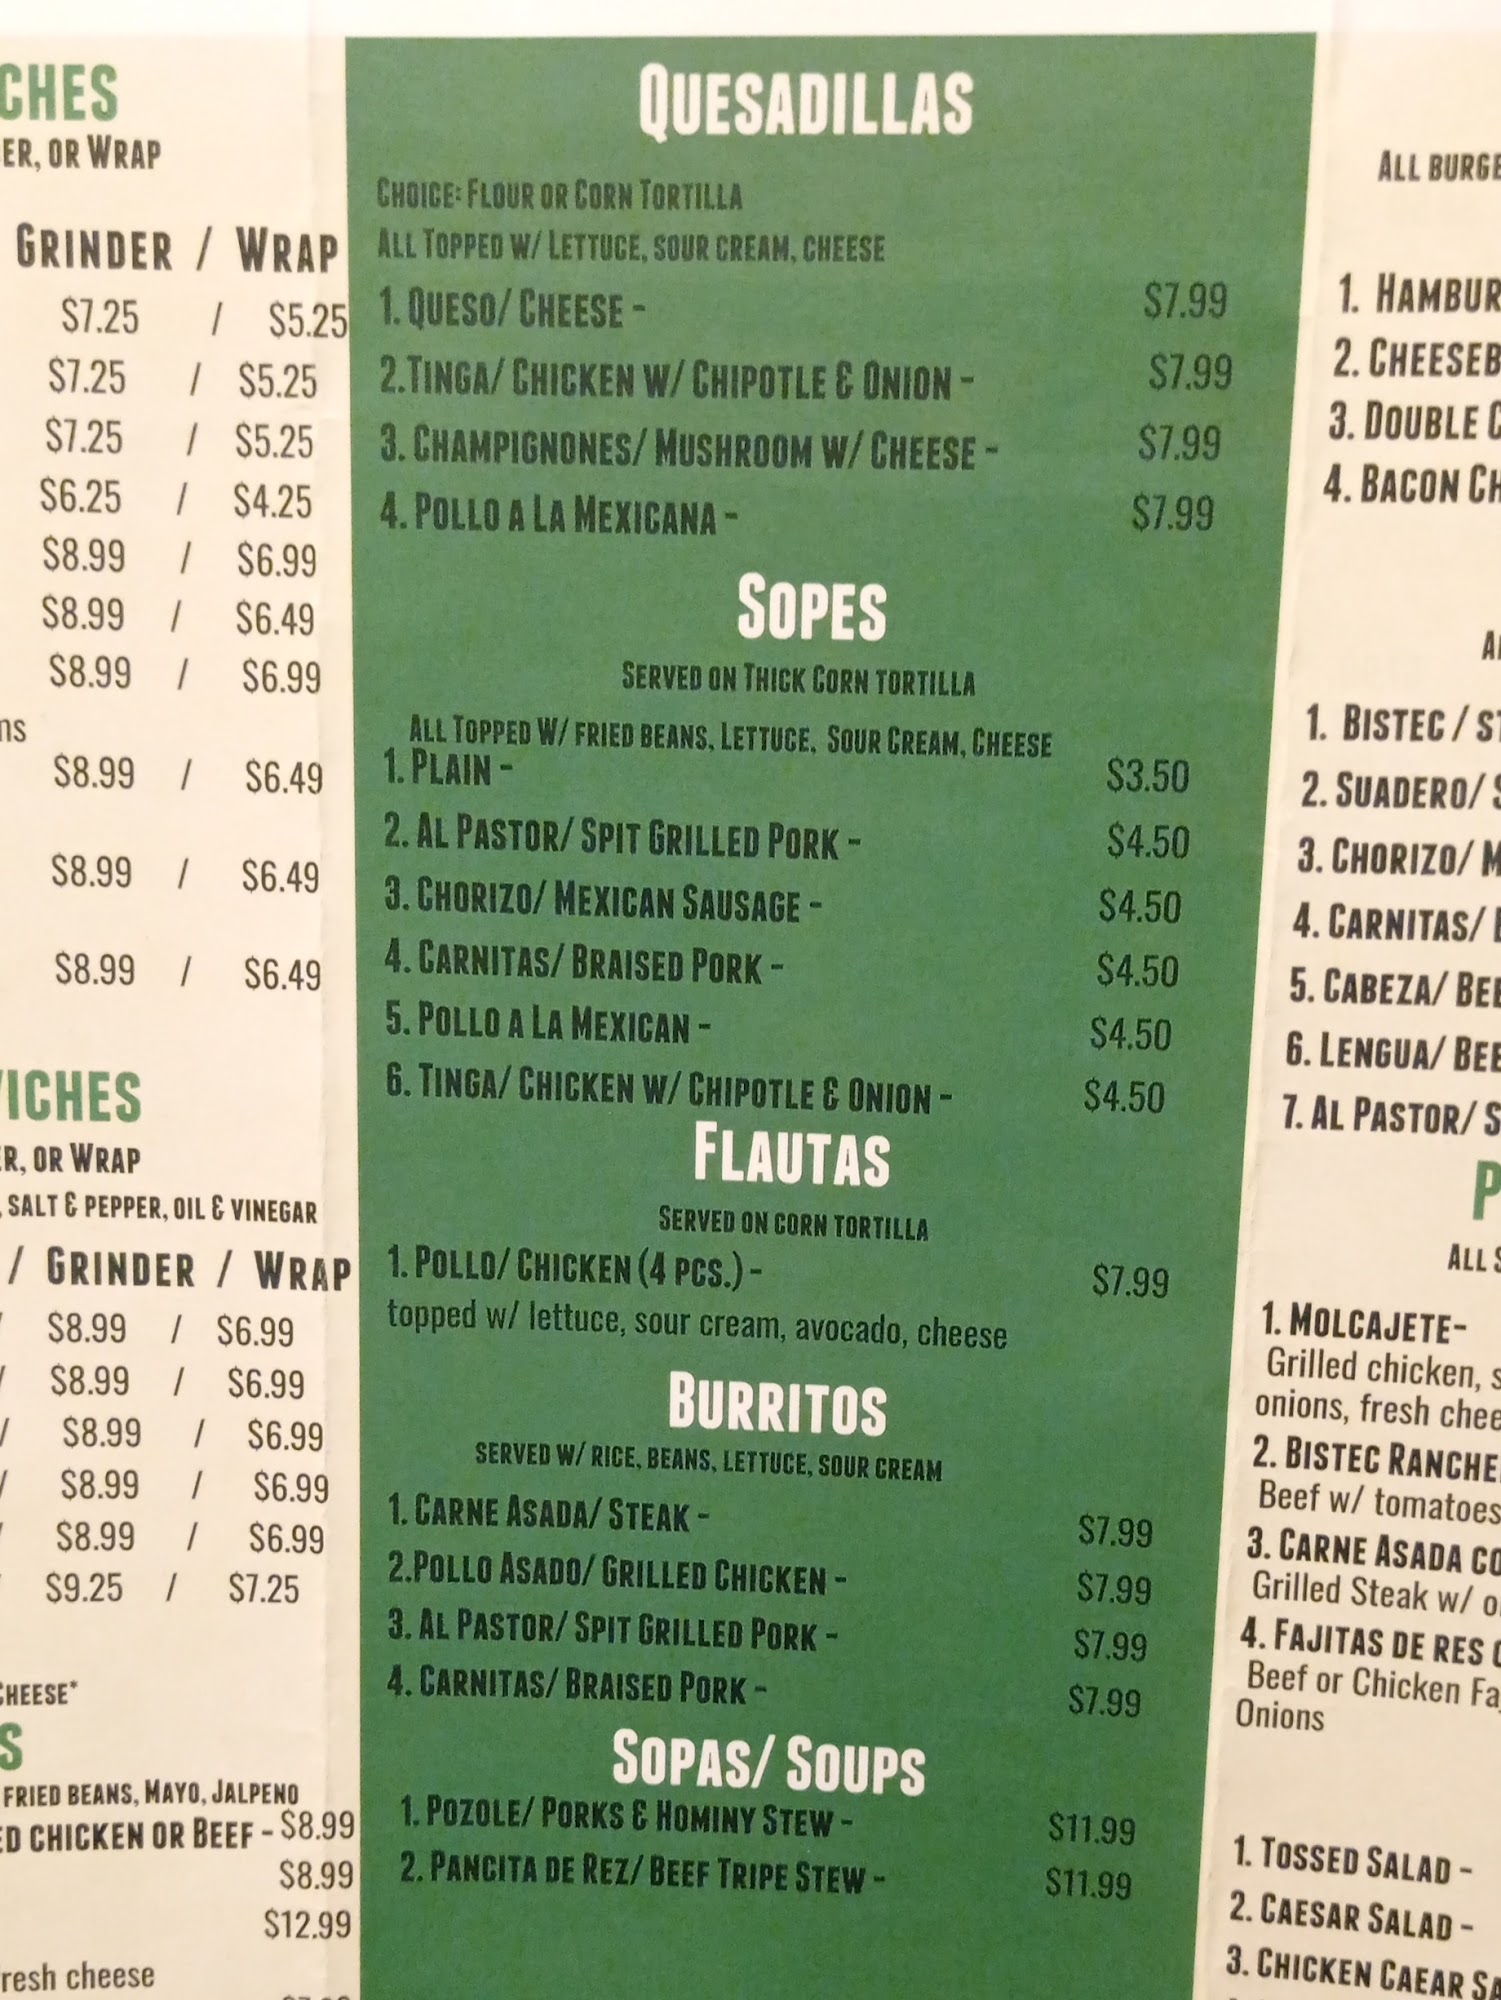 CHES
ER, OR WRAP
GRINDER / WRAP
$7.25 / $5.25
$7.25 / $5.25
$7.25 / $5.25
$6.25 / $4.25
$8.99 / $6.99
$8.99 / $6.49
$8.99 / $6.99
ns
$8.99 / $6.49
$8.99 / $6.49
$8.99 / $6.49
ICHES
R, OR WRAP
, SALT & PEPPER, OIL & VINEGAR
/ GRINDER / WRAP
/ $8.99 / $6.99
/ $8.99 / $6.99
/ $8.99 / $6.99
/ $8.99 / $6.99
/ $8.99 / $6.99
/ $9.25 / $7.25
CHEESE*
S
FRIED BEANS, MAYO, JALPENO
ED CHICKEN OR BEEF - $8.99
$8.99
$12.99
resh cheese
QUESADILLAS
CHOICE: FLOUR OR CORN TORTILLA
ALL TOPPED W/ LETTUCE, SOUR CREAM, CHEESE
1. QUESO/ CHEESE - $7.99
2.TINGA/ CHICKEN W/ CHIPOTLE & ONION - $7.99
3. CHAMPIGNONES/ MUSHROOM W/ CHEESE - $7.99
4. POLLO A LA MEXICANA - $7.99
SOPES
SERVED ON THICK CORN TORTILLA
ALL TOPPED W/ FRIED BEANS, LETTUCE, SOUR CREAM, CHEESE
1. PLAIN - $3.50
2. AL PASTOR/ SPIT GRILLED PORK - $4.50
3. CHORIZO/ MEXICAN SAUSAGE - $4.50
4. CARNITAS/ BRAISED PORK - $4.50
5. POLLO A LA MEXICAN - $4.50
6. TINGA/ CHICKEN W/ CHIPOTLE & ONION - $4.50
FLAUTAS
SERVED ON CORN TORTILLA
1. POLLO/ CHICKEN (4 PCS.) - $7.99
topped w/ lettuce, sour cream, avocado, cheese
BURRITOS
SERVED W/ RICE, BEANS, LETTUCE, SOUR CREAM
1. CARNE ASADA/ STEAK - $7.99
2.POLLO ASADO/ GRILLED CHICKEN - $7.99
3. AL PASTOR/ SPIT GRILLED PORK - $7.99
4. CARNITAS/ BRAISED PORK - $7.99
SOPAS/ SOUPS
1. POZOLE/ PORKS & HOMINY STEW - $11.99
2. PANCITA DE REZ/ BEEF TRIPE STEW - $11.99
ALL BURGE
1. HAMBUR
2. CHEESEB
3. DOUBLE C
4. BACON CH
1. BISTEC / ST
2. SUADERO/ S
3. CHORIZO/ M
4. CARNITAS/
5. CABEZA/ BEE
6. LENGUA/ BEE
7. AL PASTOR/ S
P
ALL S
1. MOLCAJETE-
Grilled chicken, s
onions, fresh chee
2. BISTEC RANCHE
Beef w/ tomatoes
3. CARNE ASADA CO
Grilled Steak w/ o
4. FAJITAS DE RES
Beef or Chicken Fa
Onions
1. TOSSED SALAD -
2. CAESAR SALAD -
3. CHICKEN CAEAR SA